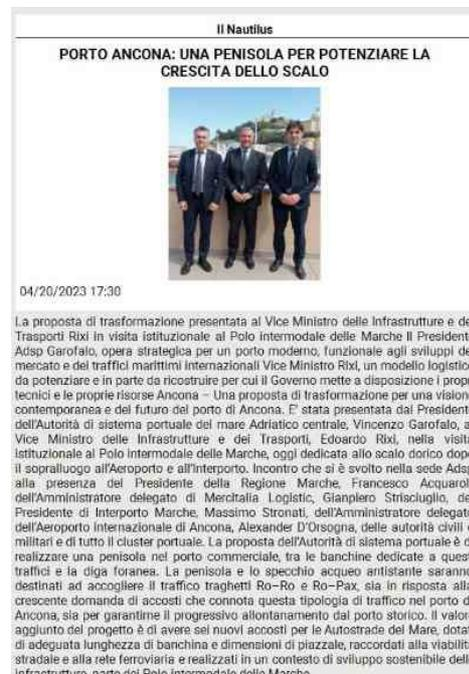 Il Nautilus
PORTO ANCONA: UNA PENISOLA PER POTENZIARE LA
CRESCITA DELLO SCALO
04/20/2023 17:30
La proposta di trasformazione presentata al Vice Ministro delle Infrastrutture e de
Trasporti Rixi in visita istituzionale al Polo intermodale delle Marche Il President
Adsp Garofalo, opera strategica per un porto moderno, funzionale agli sviluppi de
mercato e dei traffici marittimi internazionali Vice Ministro Rixi, un modello logistic
da potenziare e in parte da ricostruire per cui il Governo mette a disposizione i propr
tecnici e le proprie risorse Ancona – Una proposta di trasformazione per una vision
contemporanea e del futuro del porto di Ancona. E' stata presentata dal President
dell'Autorità di sistema portuale del mare Adriatico centrale, Vincenzo Garofalo, a
Vice Ministro delle Infrastrutture e dei Trasporti, Edoardo Rixi, nella visita
istituzionale al Polo intermodale delle Marche, oggi dedicata allo scalo dorico dop
il sopralluogo all'Aeroporto e all'Interporto. Incontro che si è svolto nella sede Adsp
alla presenza del Presidente della Regione Marche, Francesco Acquarol
dell'Amministratore delegato di Mercitalia Logistic, Gianpiero Strisciuglio, de
Presidente di Interporto Marche, Massimo Stronati, dell'Amministratore delegat
dell'Aeroporto internazionale di Ancona, Alexander D'Orsogna, delle autorità civili
militari e di tutto il cluster portuale. La proposta dell'Autorità di sistema portuale è d
realizzare una penisola nel porto commerciale, tra le banchine dedicate a quest
traffici e la diga foranea. La penisola e lo specchio acqueo antistante sarann
destinati ad accogliere il traffico traghetti Ro–Ro e Ro–Pax, sia in risposta all
crescente domanda di accosti che connota questa tipologia di traffico nel porto d
Ancona, sia per garantirne il progressivo allontanamento dal porto storico. Il valor
aggiunto del progetto è di avere sei nuovi accosti per le Autostrade del Mare, dotat
di adeguata lunghezza di banchina e dimensioni di piazzale, raccordati alla viabilit
stradale e alla rete ferroviaria e realizzati in un contesto di sviluppo sostenibile dell
infrastrutture, parte del Polo intermodale delle Marche.